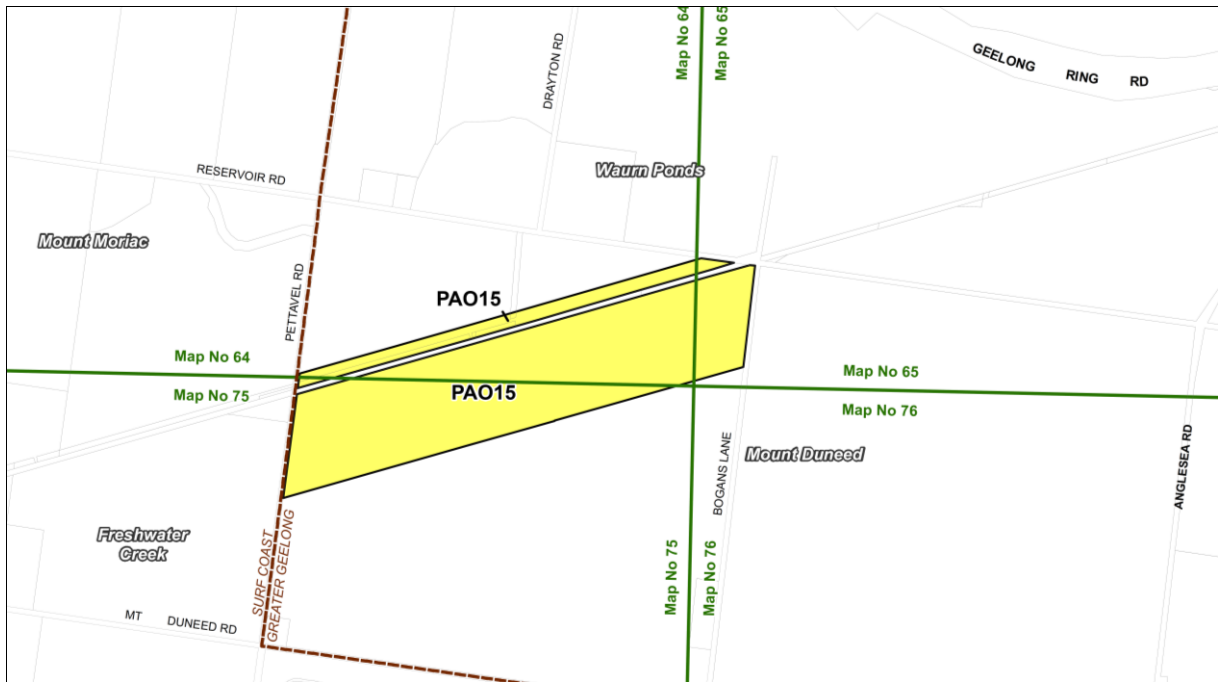 Map No 64
Map No 65
GEELONG RING RD
DRAYTON RD
Waurn Ponds
RESERVOIR RD
Mount Moriac
PETTAVEL RD
PAO15
Map No 64
Map No 65
Map No 75
PAO15
Map No 76
BOGANS LANE
Mount Duneed
ANGLESEA RD
Freshwater
Creek
SURF COAST
GREATER GEELONG
Map No 75
Map No 76
MT DUNEED RD